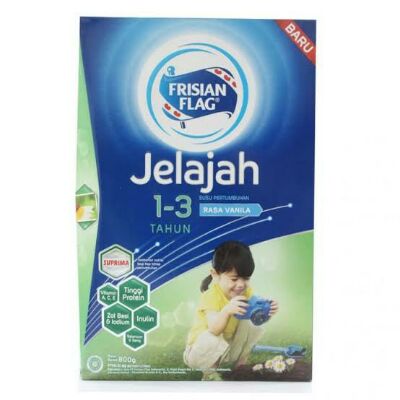 BARU
FRISIAN
FLAG®
Jelajah
1-3
TAHUN
SUSU PERTUMBUHAN
RASA VANILA
SUPRIMA
Vitamin
A, C, E
Tinggi
Protein
Zat Besi
& Iodium
Inulin
800g